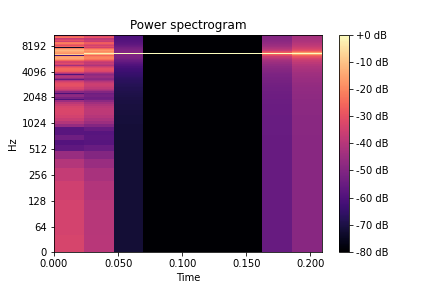 Power spectrogram
8192
4096
2048
1024
512
256
128
64
0
Hz
0.000 0.050 0.100 0.150 0.200
Time
+0 dB
-10 dB
-20 dB
-30 dB
-40 dB
-50 dB
-60 dB
-70 dB
-80 dB